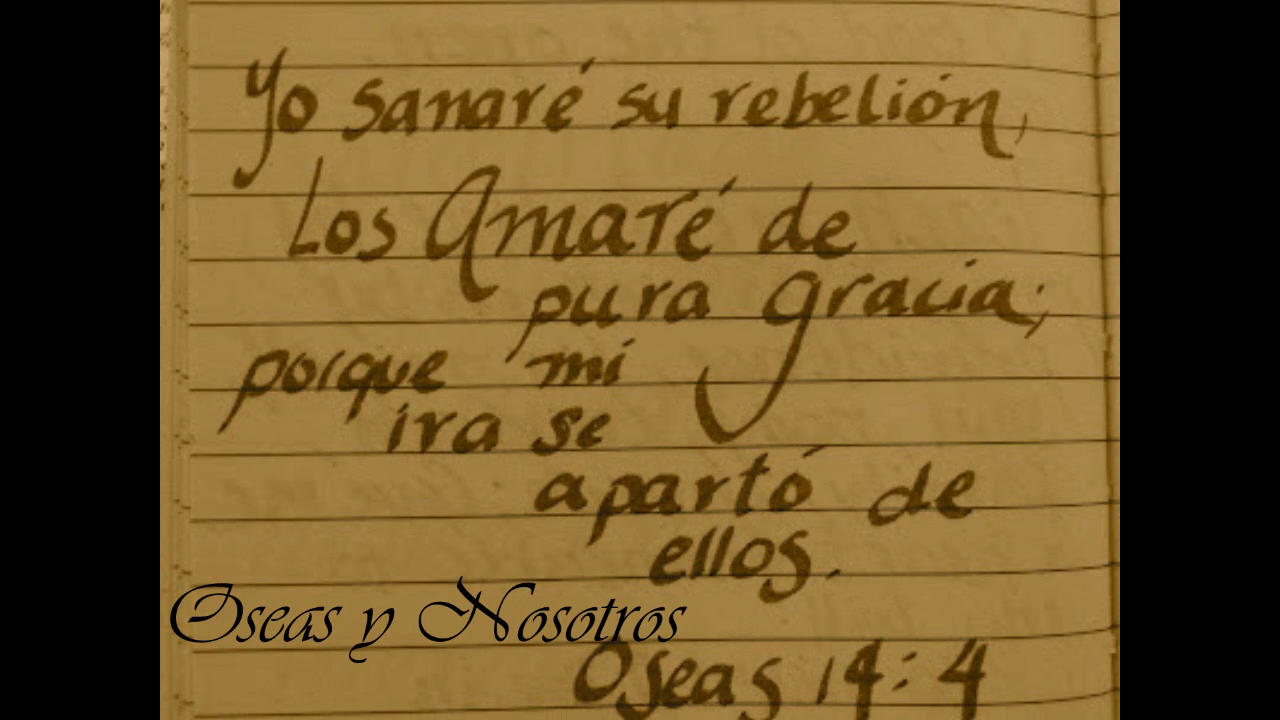 Yo sanaré su rebelión,
Los Amaré de
pura gracia;
porque mi
ira se
apartó de
ellos.
Oseas y Nosotros
Oseas 14:4